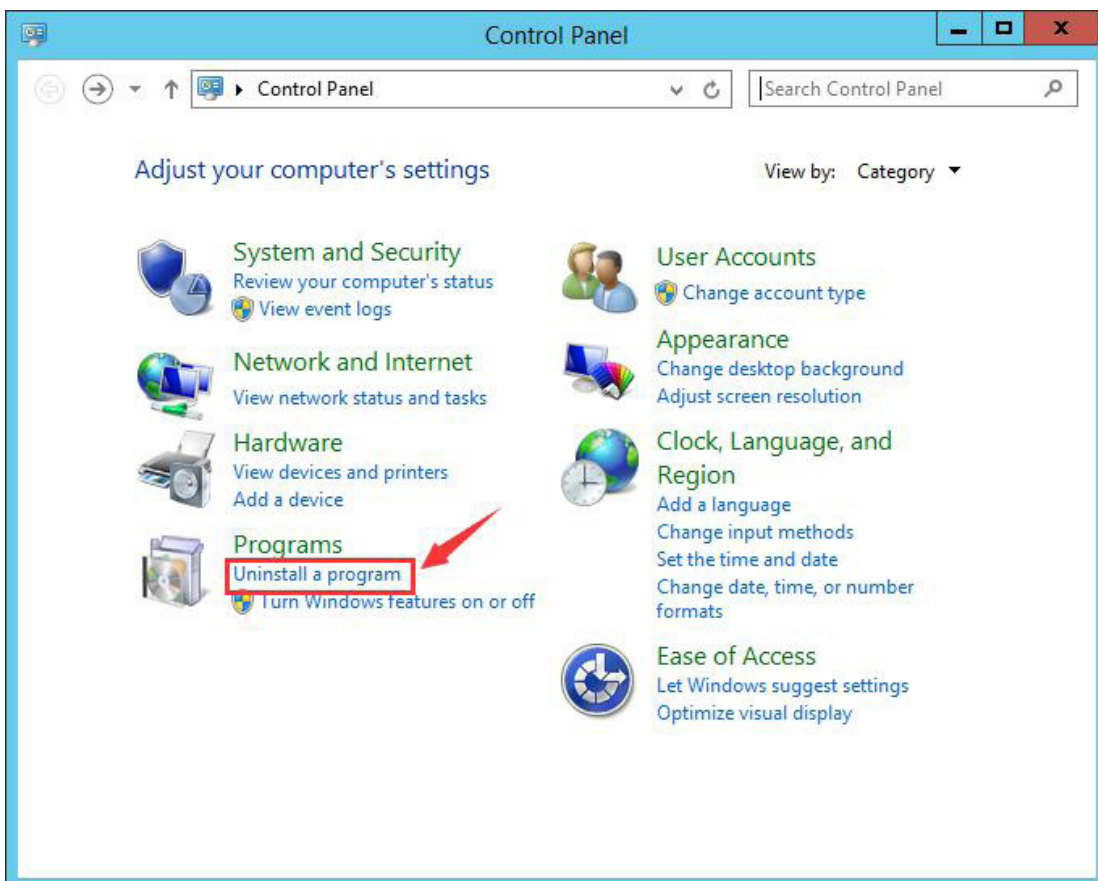 Control Panel
Control Panel
Search Control Panel
Adjust your computer's settings
View by: Category
System and Security
Review your computer's status
View event logs
Network and Internet
View network status and tasks
Hardware
View devices and printers
Add a device
Programs
Uninstall a program
Turn Windows features on or off
User Accounts
Change account type
Appearance
Change desktop background
Adjust screen resolution
Clock, Language, and
Region
Add a language
Change input methods
Set the time and date
Change date, time, or number
formats
Ease of Access
Let Windows suggest settings
Optimize visual display